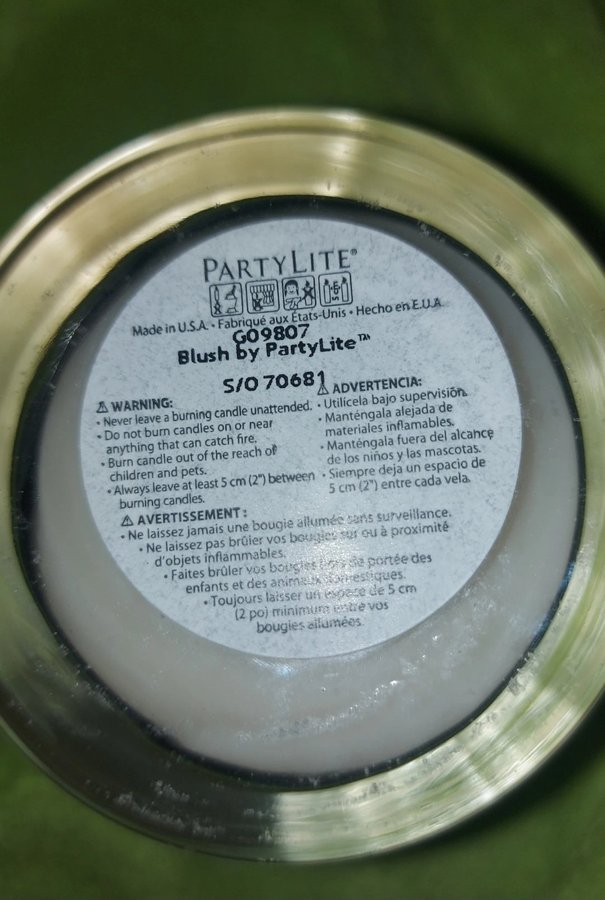 PARTYLITE®
5
Made in U.S.A. • Fabriqué aux États-Unis • Hecho en E.U.A.
G09807
Blush by PartyLite™
S/O 70681
⚠ WARNING:
• Never leave a burning candle unattended.
• Do not burn candles on or near
anything that can catch fire.
• Burn candle out of the reach of
children and pets.
• Always leave at least 5 cm (2") between
burning candles.
⚠ ADVERTENCIA:
• Utilícela bajo supervisión.
• Manténgala alejada de
materiales inflamables.
• Manténgala fuera del alcance
de los niños y las mascotas.
• Siempre deja un espacio de
5 cm (2") entre cada vela.
⚠ AVERTISSEMENT :
• Ne laissez jamais une bougie allumée sans surveillance.
• Ne laissez pas brûler vos bougies sur ou à proximité
d'objets inflammables.
• Faites brûler vos bougies hors de portée des
enfants et des animaux domestiques.
• Toujours laisser un espace de 5 cm
(2 po) minimum entre vos
bougies allumées.